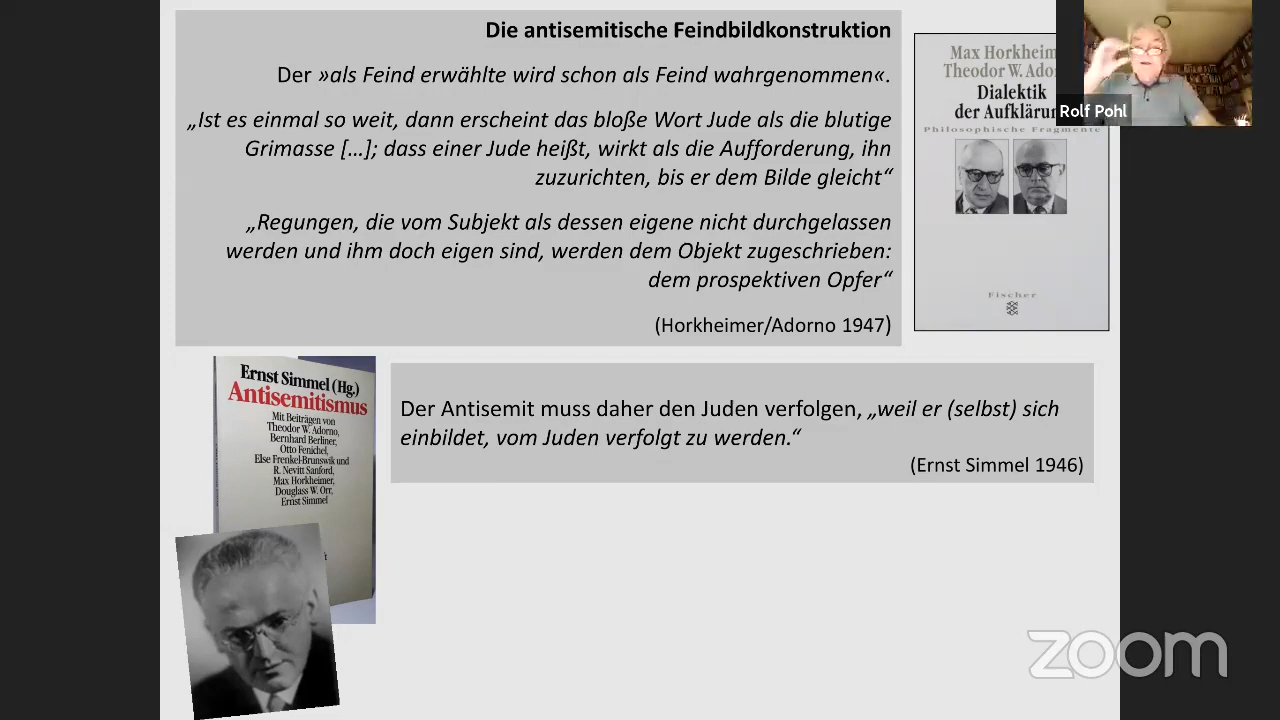 Die antisemitische Feindbildkonstruktion
Der »als Feind erwählte wird schon als Feind wahrgenommen«.
„Ist es einmal so weit, dann erscheint das bloße Wort Jude als die blutige
Grimasse […]; dass einer Jude heißt, wirkt als die Aufforderung, ihn
zuzurichten, bis er dem Bilde gleicht“
„Regungen, die vom Subjekt als dessen eigene nicht durchgelassen
werden und ihm doch eigen sind, werden dem Objekt zugeschrieben:
dem prospektiven Opfer“
(Horkheimer/Adorno 1947)
Max Horkheim
Theodor W. Ador
Dialektik
der Aufklärun
Philosophische Fragmente
Fischer
Rolf Pohl
Ernst Simmel (Hg.)
Antisemitismus
Mit Beiträgen von
Theodor W. Adorno,
Bernhard Berliner,
Otto Fenichel,
Else Frenkel-Brunswik und
R. Nevitt Sanford,
Max Horkheimer,
Douglass W. Orr,
Ernst Simmel
Der Antisemit muss daher den Juden verfolgen, „weil er (selbst) sich
einbildet, vom Juden verfolgt zu werden.“
(Ernst Simmel 1946)
zoom